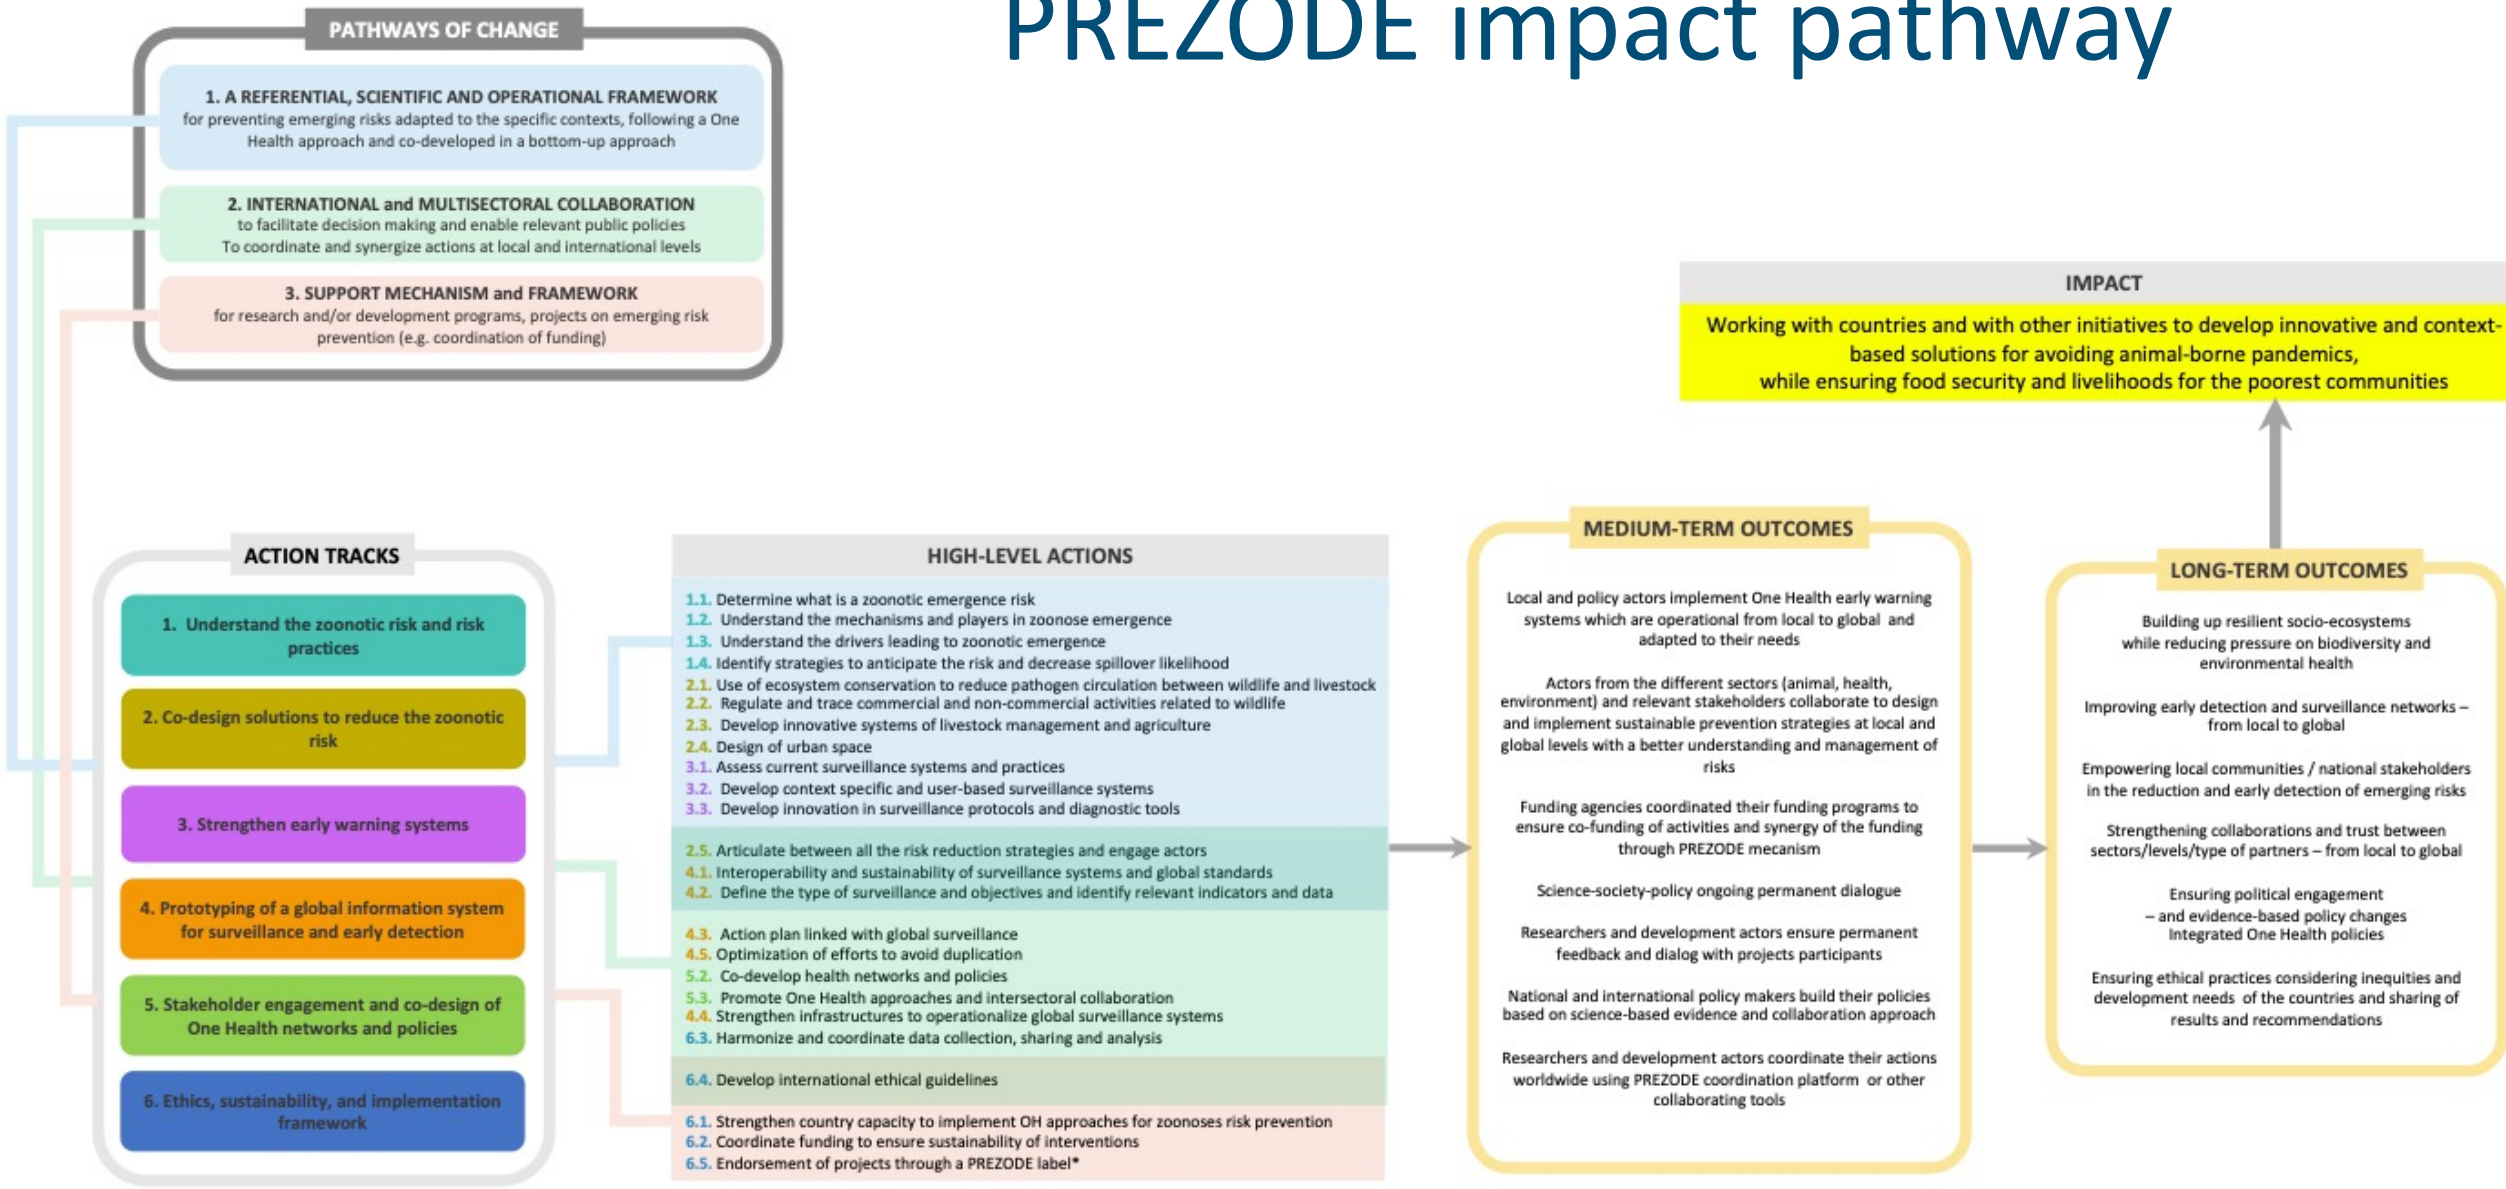 PREZODE impact pathway
PATHWAYS OF CHANGE
1. A REFERENTIAL, SCIENTIFIC AND OPERATIONAL FRAMEWORK
for preventing emerging risks adapted to the specific contexts, following a One
Health approach and co-developed in a bottom-up approach
2. INTERNATIONAL and MULTISECTORAL COLLABORATION
to facilitate decision making and enable relevant public policies
To coordinate and synergize actions at local and international levels
3. SUPPORT MECHANISM and FRAMEWORK
for research and/or development programs, projects on emerging risk
prevention (e.g. coordination of funding)
IMPACT
Working with countries and with other initiatives to develop innovative and context-
based solutions for avoiding animal-borne pandemics,
while ensuring food security and livelihoods for the poorest communities
ACTION TRACKS
1. Understand the zoonotic risk and risk
practices
2. Co-design solutions to reduce the zoonotic
risk
3. Strengthen early warning systems
4. Prototyping of a global information system
for surveillance and early detection
5. Stakeholder engagement and co-design of
One Health networks and policies
6. Ethics, sustainability, and implementation
framework
HIGH-LEVEL ACTIONS
1.1. Determine what is a zoonotic emergence risk
1.2. Understand the mechanisms and players in zoonose emergence
1.3. Understand the drivers leading to zoonotic emergence
1.4. Identify strategies to anticipate the risk and decrease spillover likelihood
2.1. Use of ecosystem conservation to reduce pathogen circulation between wildlife and livestock
2.2. Regulate and trace commercial and non-commercial activities related to wildlife
2.3. Develop innovative systems of livestock management and agriculture
2.4. Design of urban space
3.1. Assess current surveillance systems and practices
3.2. Develop context specific and user-based surveillance systems
3.3. Develop innovation in surveillance protocols and diagnostic tools
2.5. Articulate between all the risk reduction strategies and engage actors
4.1. Interoperability and sustainability of surveillance systems and global standards
4.2. Define the type of surveillance and objectives and identify relevant indicators and data
4.3. Action plan linked with global surveillance
4.5. Optimization of efforts to avoid duplication
5.2. Co-develop health networks and policies
5.3. Promote One Health approaches and intersectoral collaboration
4.4. Strengthen infrastructures to operationalize global surveillance systems
6.3. Harmonize and coordinate data collection, sharing and analysis
6.4. Develop international ethical guidelines
6.1. Strengthen country capacity to implement OH approaches for zoonoses risk prevention
6.2. Coordinate funding to ensure sustainability of interventions
6.5. Endorsement of projects through a PREZODE label*
MEDIUM-TERM OUTCOMES
Local and policy actors implement One Health early warning
systems which are operational from local to global and
adapted to their needs
Actors from the different sectors (animal, health,
environment) and relevant stakeholders collaborate to design
and implement sustainable prevention strategies at local and
global levels with a better understanding and management of
risks
Funding agencies coordinated their funding programs to
ensure co-funding of activities and synergy of the funding
through PREZODE mecanism
Science-society-policy ongoing permanent dialogue
Researchers and development actors ensure permanent
feedback and dialog with projects participants
National and international policy makers build their policies
based on science-based evidence and collaboration approach
Researchers and development actors coordinate their actions
worldwide using PREZODE coordination platform or other
collaborating tools
LONG-TERM OUTCOMES
Building up resilient socio-ecosystems
while reducing pressure on biodiversity and
environmental health
Improving early detection and surveillance networks –
from local to global
Empowering local communities / national stakeholders
in the reduction and early detection of emerging risks
Strengthening collaborations and trust between
sectors/levels/type of partners – from local to global
Ensuring political engagement
– and evidence-based policy changes
Integrated One Health policies
Ensuring ethical practices considering inequities and
development needs of the countries and sharing of
results and recommendations